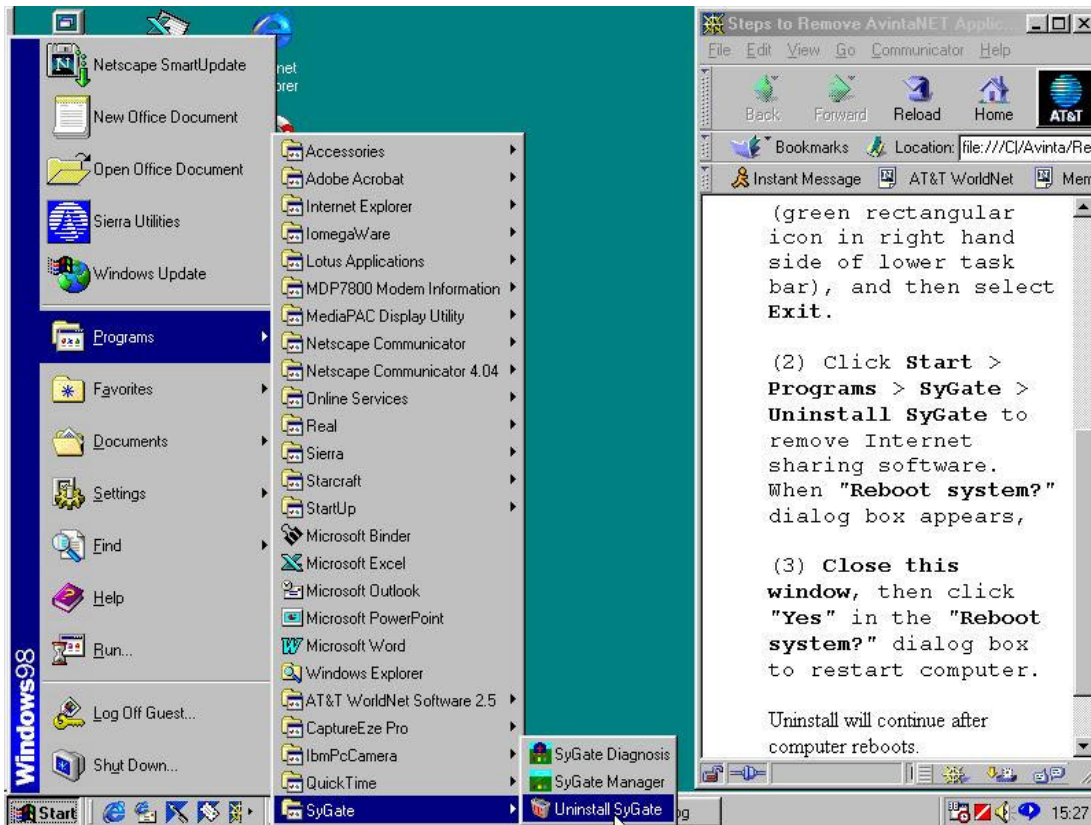 net
orer
Netscape SmartUpdate
New Office Document
Open Office Document
Sierra Utilities
Windows Update
Programs
Favorites
Documents
Settings
Find
Help
Run...
Log Off Guest...
Shut Down...
Windows98
Accessories
Adobe Acrobat
Internet Explorer
IomegaWare
Lotus Applications
MDP7800 Modem Information
MediaPAC Display Utility
Netscape Communicator
Netscape Communicator 4.04
Online Services
Real
Sierra
Starcraft
StartUp
Microsoft Binder
Microsoft Excel
Microsoft Outlook
Microsoft PowerPoint
Microsoft Word
Windows Explorer
AT&T WorldNet Software 2.5
CaptureEze Pro
IbmPcCamera
QuickTime
SyGate
SyGate Diagnosis
SyGate Manager
Uninstall SyGate
Steps to Remove AvintaNET Applic...
File Edit View Go Communicator Help
Back Forward Reload Home AT&T
Bookmarks Location: file:///C|/Avinta/Re
Instant Message AT&T WorldNet Mem
(green rectangular
icon in right hand
side of lower task
bar), and then select
Exit.
(2) Click Start >
Programs > SyGate >
Uninstall SyGate to
remove Internet
sharing software.
When "Reboot system?"
dialog box appears,
(3) Close this
window, then click
"Yes" in the "Reboot
system?" dialog box
to restart computer.
Uninstall will continue after
computer reboots.
Start
og
15:27